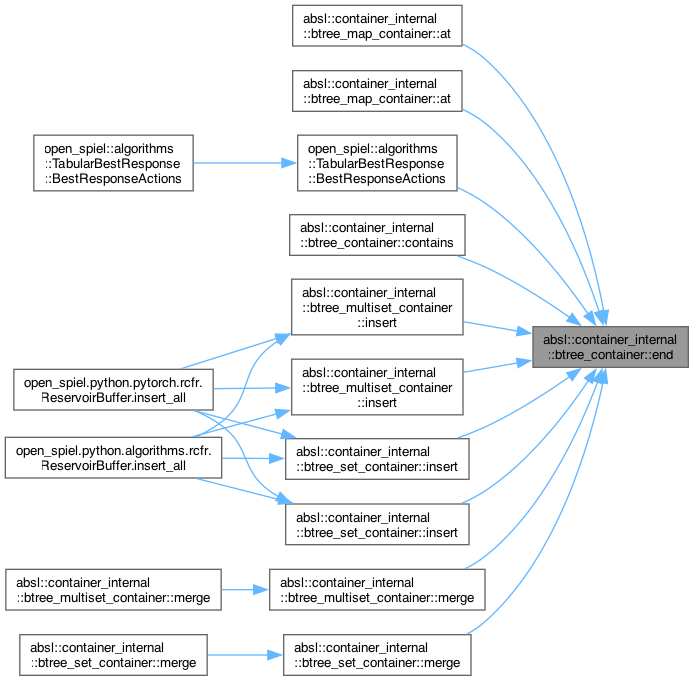 absl::container_internal
::btree_map_container::at
absl::container_internal
::btree_map_container::at
open_spiel::algorithms
::TabularBestResponse
::BestResponseActions
open_spiel::algorithms
::TabularBestResponse
::BestResponseActions
absl::container_internal
::btree_container::contains
absl::container_internal
::btree_multiset_container
::insert
absl::container_internal
::btree_container::end
absl::container_internal
::btree_multiset_container
::insert
open_spiel.python.pytorch.rcfr.
ReservoirBuffer.insert_all
open_spiel.python.algorithms.rcfr.
ReservoirBuffer.insert_all
absl::container_internal
::btree_set_container::insert
absl::container_internal
::btree_set_container::insert
absl::container_internal
::btree_multiset_container::merge
absl::container_internal
::btree_multiset_container::merge
absl::container_internal
::btree_set_container::merge
absl::container_internal
::btree_set_container::merge